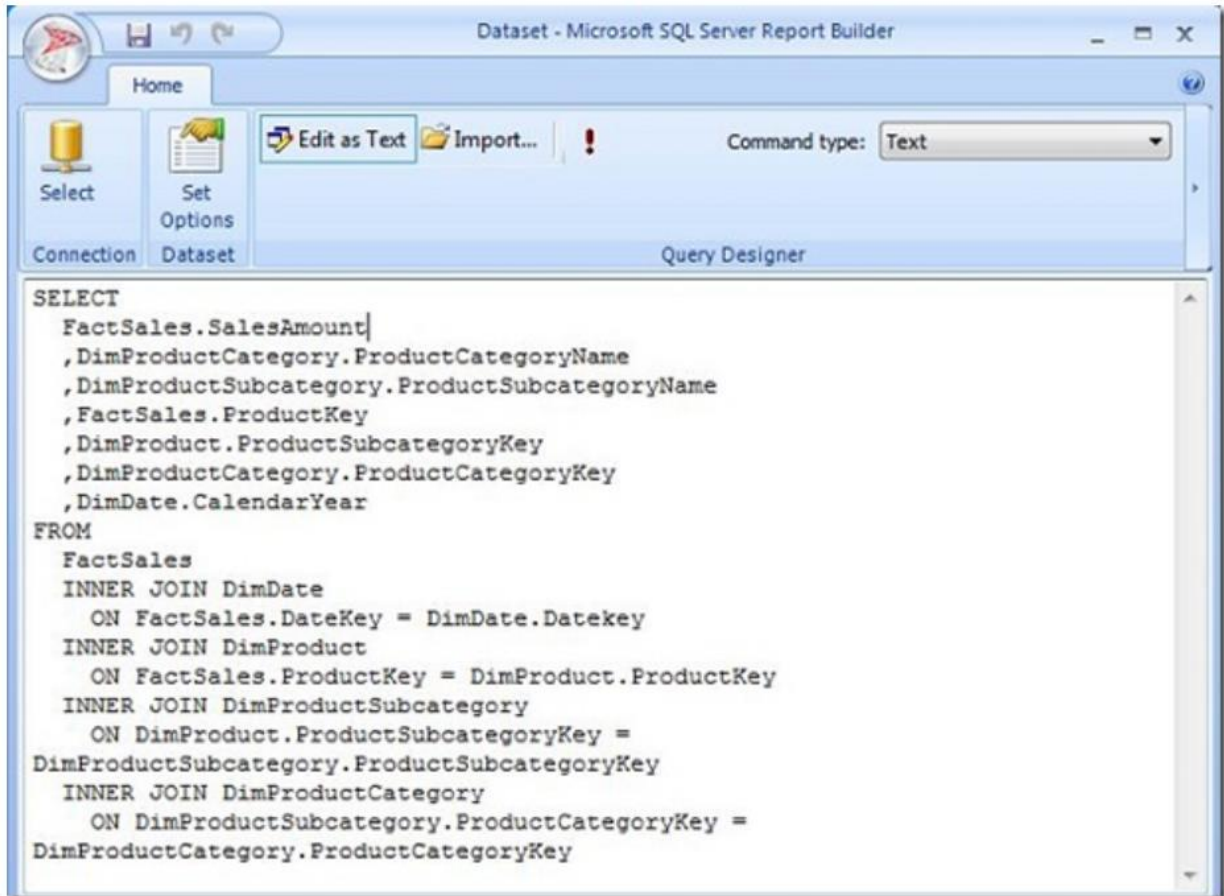 Dataset - Microsoft SQL Server Report Builder
Home
Edit as Text Import... ! Command type: Text
Select Set
Options
Connection Dataset Query Designer
SELECT
FactSales.SalesAmount
,DimProductCategory.ProductCategoryName
,DimProductSubcategory.ProductSubcategoryName
,FactSales.ProductKey
,DimProduct.ProductSubcategoryKey
,DimProductCategory.ProductCategoryKey
,DimDate.CalendarYear
FROM
FactSales
INNER JOIN DimDate
ON FactSales.DateKey = DimDate.Datekey
INNER JOIN DimProduct
ON FactSales.ProductKey = DimProduct.ProductKey
INNER JOIN DimProductSubcategory
ON DimProduct.ProductSubcategoryKey =
DimProductSubcategory.ProductSubcategoryKey
INNER JOIN DimProductCategory
ON DimProductSubcategory.ProductCategoryKey =
DimProductCategory.ProductCategoryKey